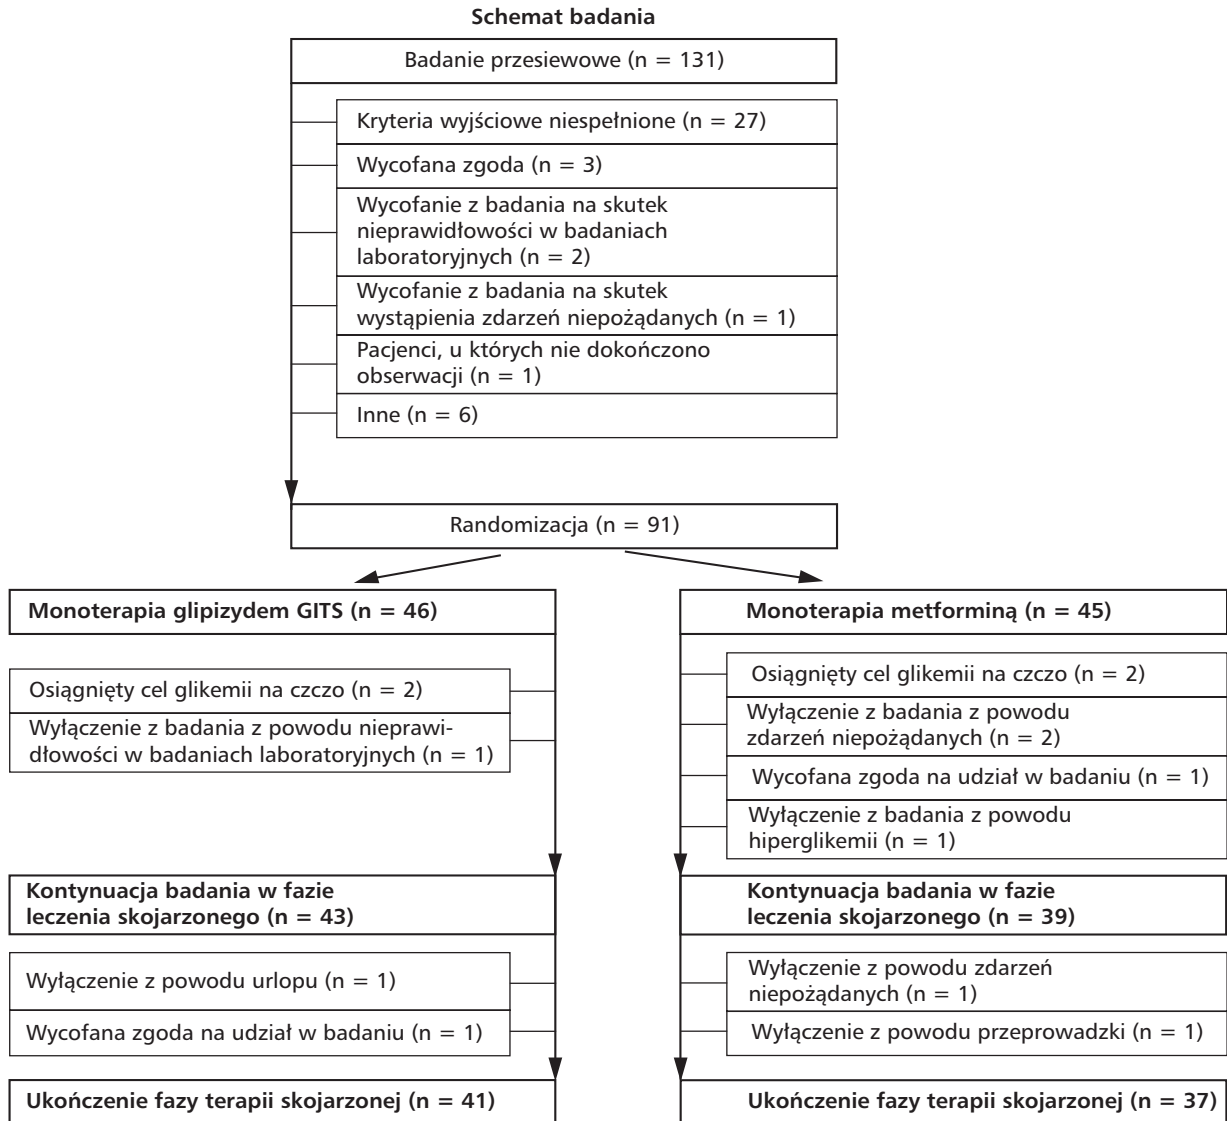 Schemat badania
Badanie przesiewowe (n = 131)
Kryteria wyjściowe niespełnione (n = 27)
Wycofana zgoda (n = 3)
Wycofanie z badania na skutek
nieprawidłowości w badaniach
laboratoryjnych (n = 2)
Wycofanie z badania na skutek
wystąpienia zdarzeń niepożądanych (n = 1)
Pacjenci, u których nie dokończono
obserwacji (n = 1)
Inne (n = 6)
Randomizacja (n = 91)
Monoterapia glipizydem GITS (n = 46)
Osiągnięty cel glikemii na czczo (n = 2)
Wyłączenie z badania z powodu nieprawi-
dłowości w badaniach laboratoryjnych (n = 1)
Kontynuacja badania w fazie
leczenia skojarzonego (n = 43)
Wyłączenie z powodu urlopu (n = 1)
Wycofana zgoda na udział w badaniu (n = 1)
Ukończenie fazy terapii skojarzonej (n = 41)
Monoterapia metforminą (n = 45)
Osiągnięty cel glikemii na czczo (n = 2)
Wyłączenie z badania z powodu
zdarzeń niepożądanych (n = 2)
Wycofana zgoda na udział w badaniu (n = 1)
Wyłączenie z badania z powodu
hiperglikemii (n = 1)
Kontynuacja badania w fazie
leczenia skojarzonego (n = 39)
Wyłączenie z powodu zdarzeń
niepożądanych (n = 1)
Wyłączenie z powodu przeprowadzki (n = 1)
Ukończenie fazy terapii skojarzonej (n = 37)